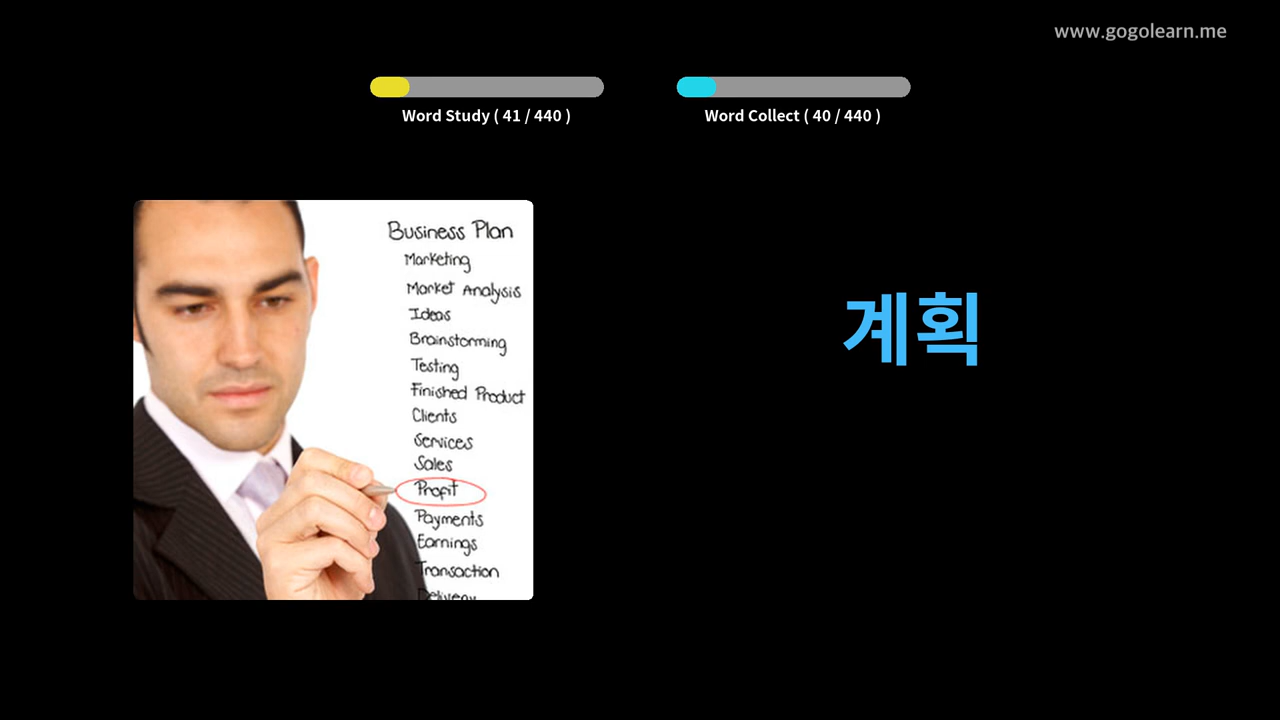 www.gogolearn.me
Word Study ( 41 / 440 )
Word Collect ( 40 / 440 )
Business Plan
Marketing
Market Analysis
Ideas
Brainstorming
Testing
Finished Product
Clients
Services
Sales
Profit
Payments
Earnings
Transaction
Delivery
계획